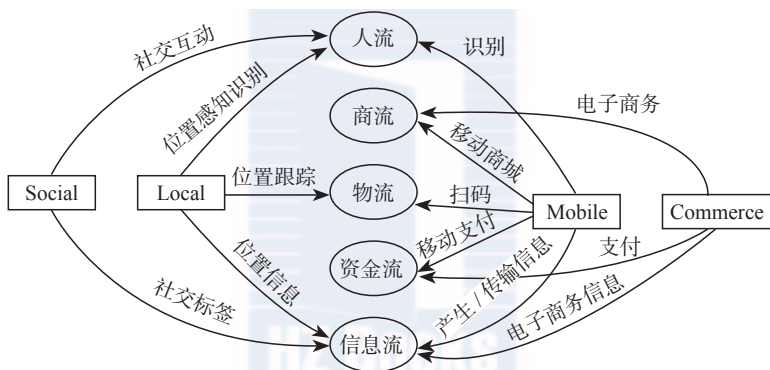 社交互动
人流
识别
位置感知识别
商流
电子商务
移动商城
Social
Local
位置跟踪
物流
扫码
Mobile
Commerce
移动支付
位置信息
资金流
支付
社交标签
产生/传输信息
电子商务信息
信息流
HZ Books